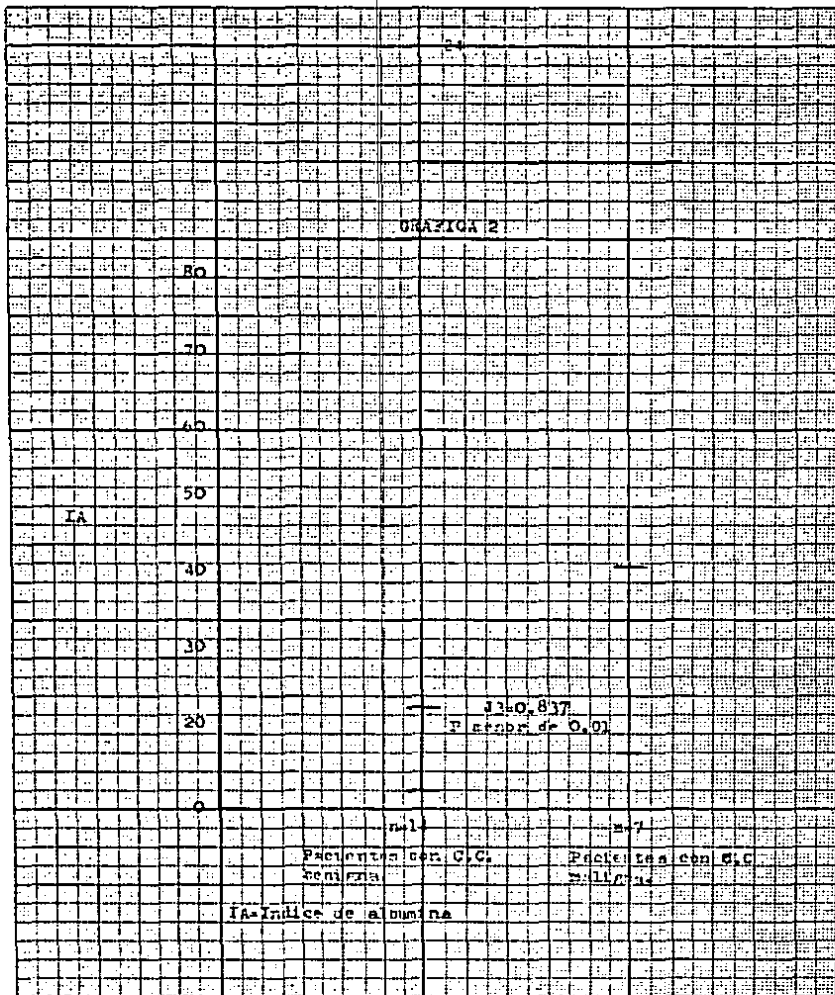 24
GRAFICA 2
80
70
60
50
IA
40
30
J3=0.837
20
P menor de 0.01
0
n=14 m=7
Pacientes con C.C. Pacientes con C.C
benigna. maligna.
IA=Indice de albumina